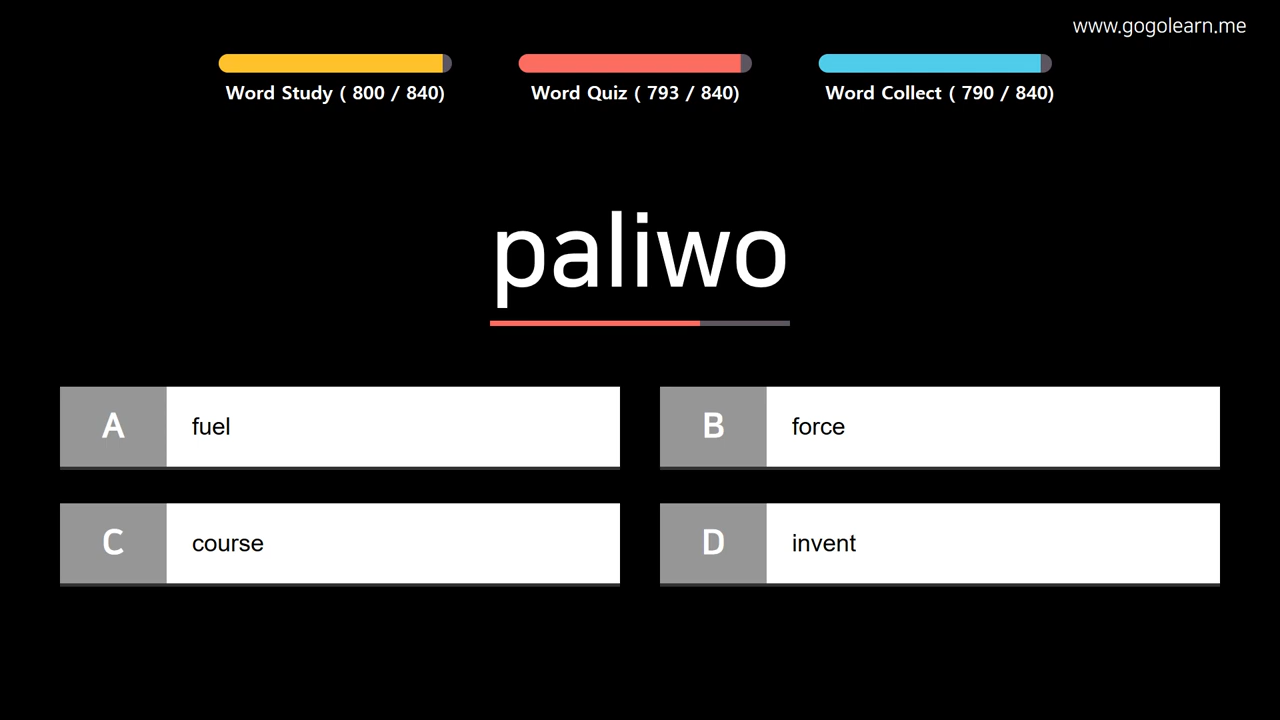 www.gogolearn.me
Word Study ( 800 / 840)
Word Quiz ( 793 / 840)
Word Collect ( 790 / 840)
paliwo
A fuel
B force
C course
D invent